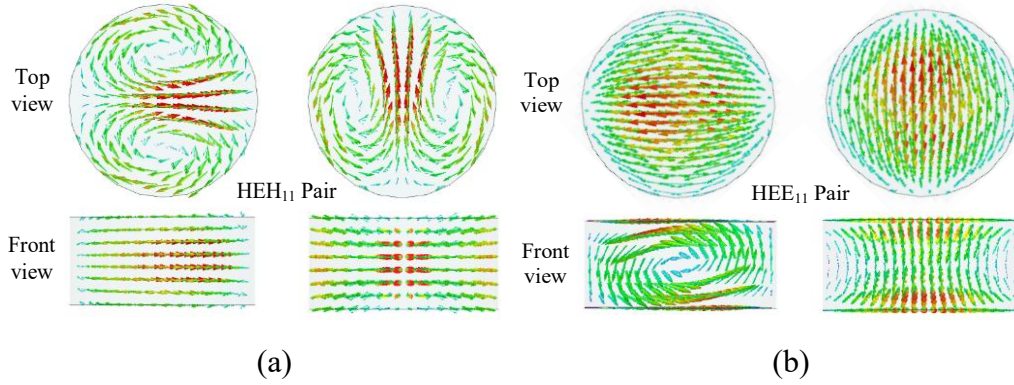 Top
view
HEH₁₁ Pair
Front
view
(a)
Top
view
HEE₁₁ Pair
Front
view
(b)